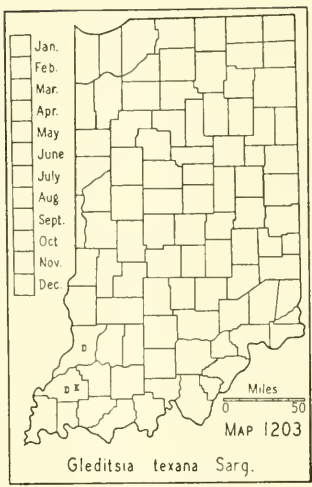 Jan.
Feb.
Mar.
Apr.
May
June
July
Aug
Sept.
Oct
Nov.
Dec.
D
D K
Miles
0 50
MAP 1203
Gleditsia texana Sarg.